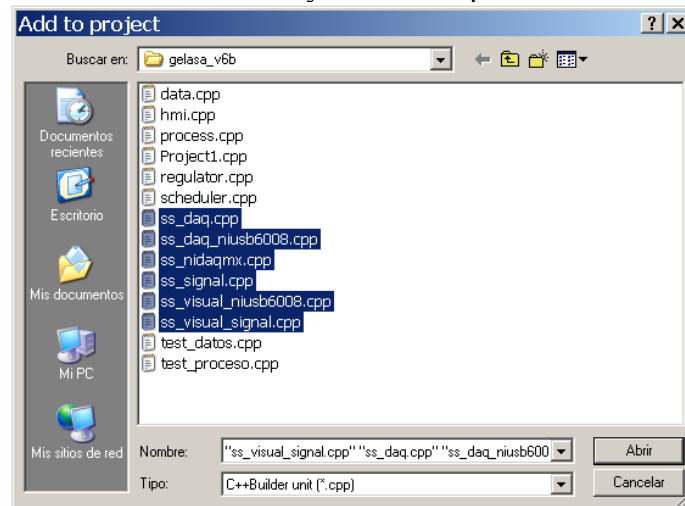 Add to project
Buscar en: gelasa_v6b
data.cpp
hmi.cpp
process.cpp
Project1.cpp
regulator.cpp
scheduler.cpp
ss_daq.cpp
ss_daq_niusb6008.cpp
ss_nidaqmx.cpp
ss_signal.cpp
ss_visual_niusb6008.cpp
ss_visual_signal.cpp
test_datos.cpp
test_proceso.cpp
Documentos
recientes
Escritorio
Mis documentos
Mi PC
Mis sitios de red
Nombre: "ss_visual_signal.cpp" "ss_daq.cpp" "ss_daq_niusb600 Abrir
Tipo: C++Builder unit (*.cpp) Cancelar